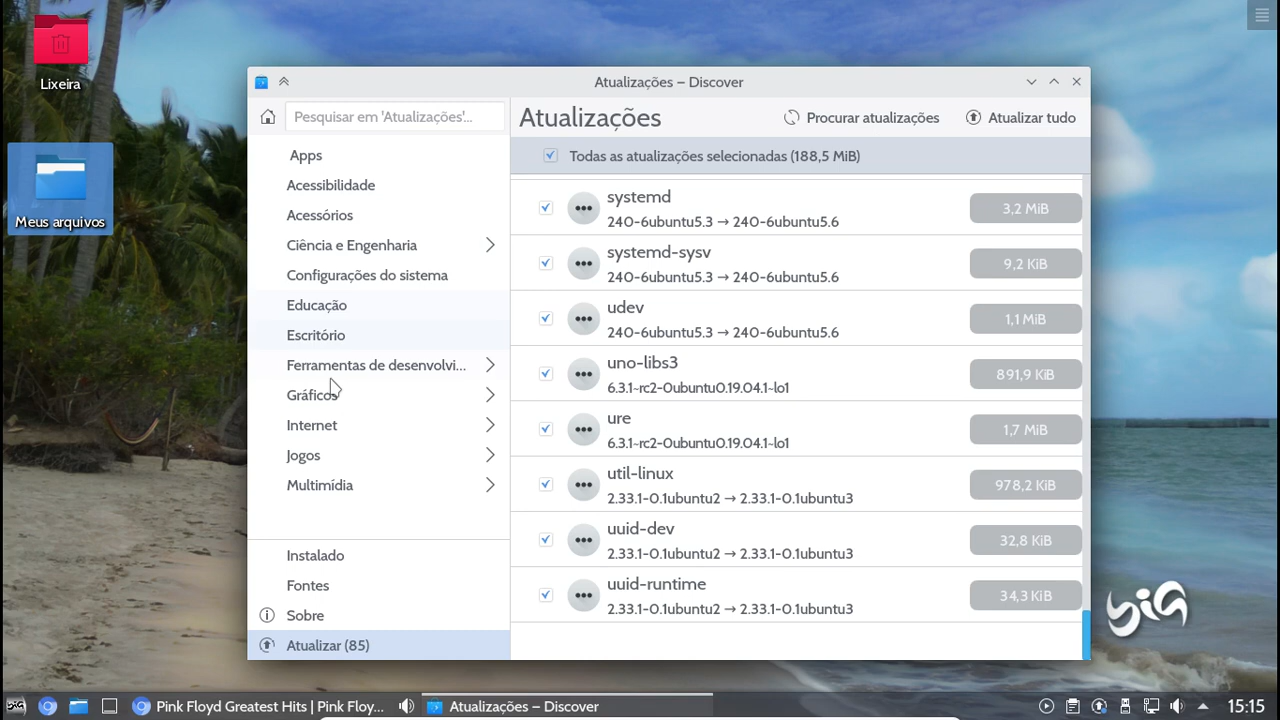 Lixeira
Meus arquivos
Atualizações – Discover
Pesquisar em 'Atualizações'...
Apps
Acessibilidade
Acessórios
Ciência e Engenharia
Configurações do sistema
Educação
Escritório
Ferramentas de desenvolvi...
Gráficos
Internet
Jogos
Multimídia
Instalado
Fontes
Sobre
Atualizar (85)
Atualizações
Procurar atualizações
Atualizar tudo
Todas as atualizações selecionadas (188,5 MiB)
systemd
240-6ubuntu5.3 → 240-6ubuntu5.6
3,2 MiB
systemd-sysv
240-6ubuntu5.3 → 240-6ubuntu5.6
9,2 KiB
udev
240-6ubuntu5.3 → 240-6ubuntu5.6
1,1 MiB
uno-libs3
6.3.1~rc2-0ubuntu0.19.04.1~lo1
891,9 KiB
ure
6.3.1~rc2-0ubuntu0.19.04.1~lo1
1,7 MiB
util-linux
2.33.1-0.1ubuntu2 → 2.33.1-0.1ubuntu3
978,2 KiB
uuid-dev
2.33.1-0.1ubuntu2 → 2.33.1-0.1ubuntu3
32,8 KiB
uuid-runtime
2.33.1-0.1ubuntu2 → 2.33.1-0.1ubuntu3
34,3 KiB
BIG
Pink Floyd Greatest Hits | Pink Floy...
Atualizações – Discover
15:15